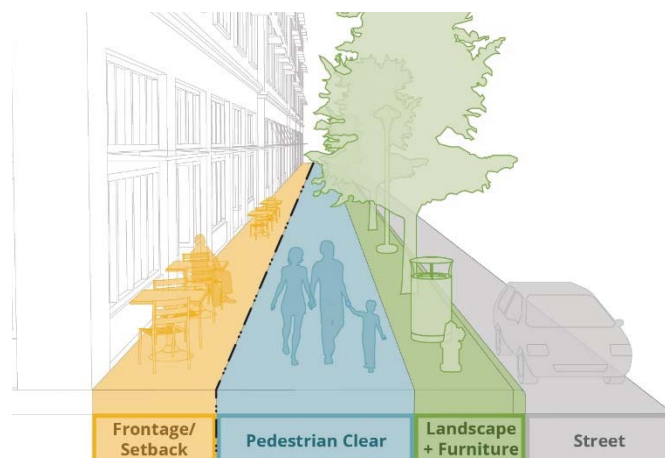 Frontage/
Setback
Pedestrian Clear
Landscape
+ Furniture
Street